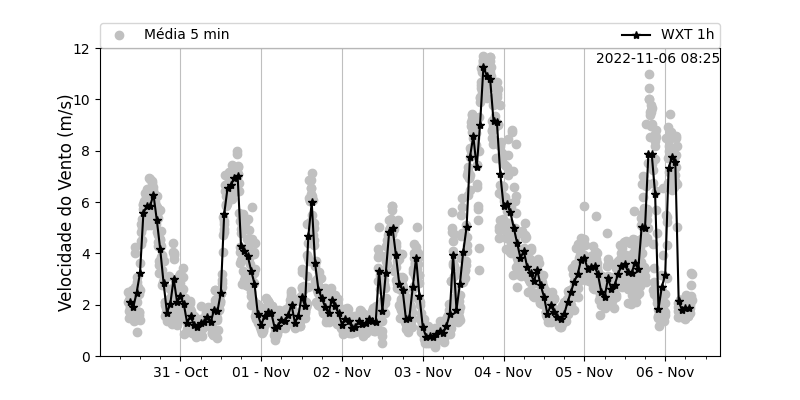 Média 5 min
WXT 1h
2022-11-06 08:25
Velocidade do Vento (m/s)
12
10
8
6
4
2
0
31 - Oct
01 - Nov
02 - Nov
03 - Nov
04 - Nov
05 - Nov
06 - Nov